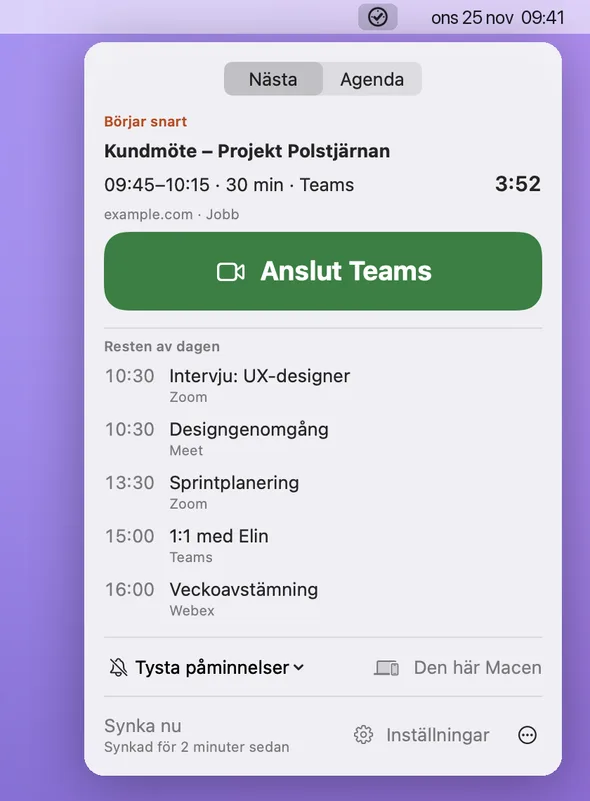 ons 25 nov 09:41
Nästa Agenda
Börjar snart
Kundmöte – Projekt Polstjärnan
09:45–10:15 · 30 min · Teams 3:52
example.com · Jobb
Anslut Teams
Resten av dagen
10:30 Intervju: UX-designer
Zoom
10:30 Designgenomgång
Meet
13:30 Sprintplanering
Zoom
15:00 1:1 med Elin
Teams
16:00 Veckoavstämning
Webex
Tysta påminnelser Den här Macen
Synka nu
Synkad för 2 minuter sedan
Inställningar